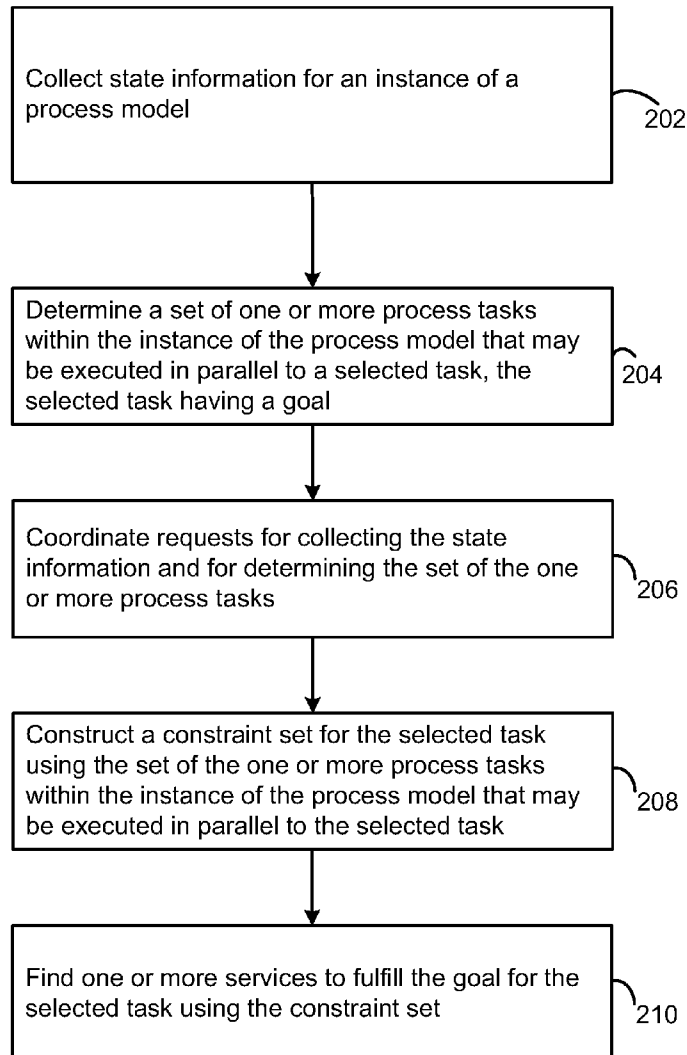 Collect state information for an instance of a
process model
202
Determine a set of one or more process tasks
within the instance of the process model that may
be executed in parallel to a selected task, the
selected task having a goal
204
Coordinate requests for collecting the state
information and for determining the set of the one
or more process tasks
206
Construct a constraint set for the selected task
using the set of the one or more process tasks
within the instance of the process model that may
be executed in parallel to the selected task
208
Find one or more services to fulfill the goal for the
selected task using the constraint set
210